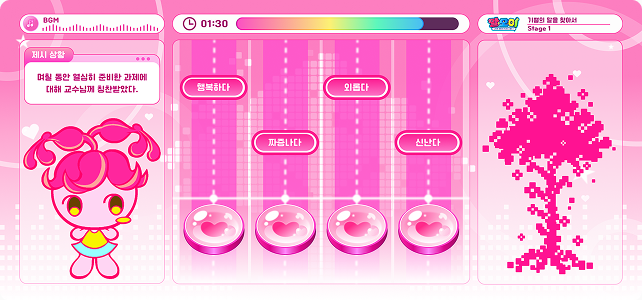 BGM
01:30
기쁨의 말을 찾아서
Stage 1
제시 상황
며칠 동안 열심히 준비한 과제에
대해 교수님께 칭찬받았다.
행복하다
외롭다
짜증나다
신난다